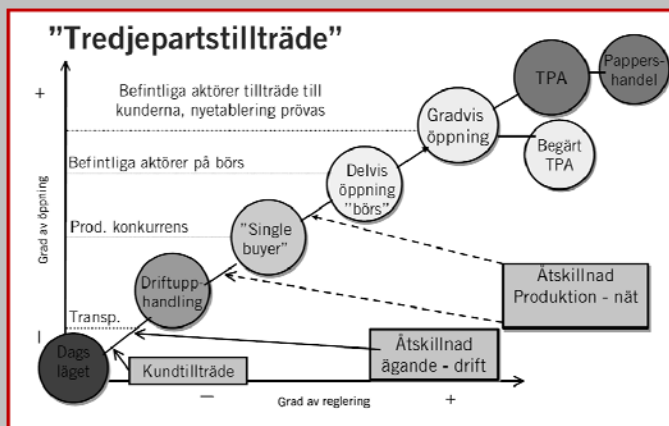 "Tredjepartstillträde"
+
Befintliga aktörer tillträde till
kunderna, nyetablering prövas
TPA
Pappers-
handel
Gradvis
öppning
Begärt
TPA
Befintliga aktörer på börs
Delvis
öppning
"börs"
Grad av öppning
Prod. konkurrens
"Single
buyer"
Driftupp-
handling
Åtskillnad
Produktion - nät
Transp.
|
Dags
läget
Kundtillträde
Åtskillnad
ägande - drift
—
Grad av reglering
+